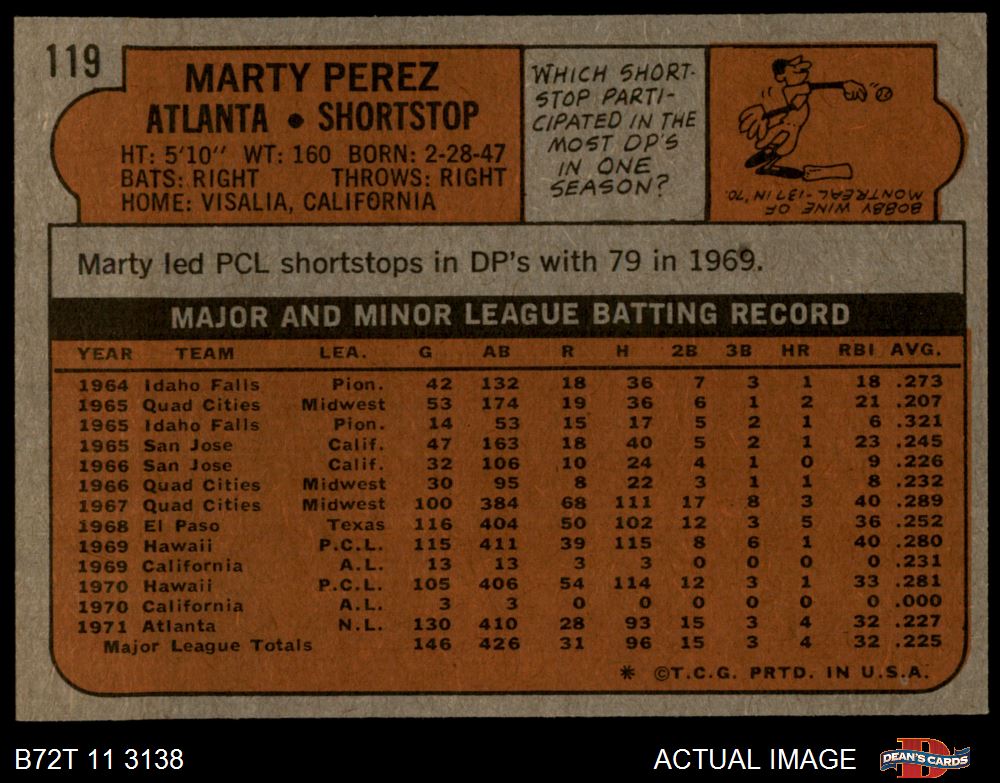 119
MARTY PEREZ
ATLANTA • SHORTSTOP
HT: 5'10" WT: 160 BORN: 2-28-47
BATS: RIGHT THROWS: RIGHT
HOME: VISALIA, CALIFORNIA
WHICH SHORT-
STOP PARTI-
CIPATED IN THE
MOST DP'S
IN ONE
SEASON?
BOBBY WINE OF
MONTREAL-137 IN '70.
Marty led PCL shortstops in DP's with 79 in 1969.
MAJOR AND MINOR LEAGUE BATTING RECORD
YEAR TEAM LEA. G AB R H 2B 3B HR RBI AVG.
1964 Idaho Falls Pion. 42 132 18 36 7 3 1 18 .273
1965 Quad Cities Midwest 53 174 19 36 6 1 2 21 .207
1965 Idaho Falls Pion. 14 53 15 17 5 2 1 6 .321
1965 San Jose Calif. 47 163 18 40 5 2 1 23 .245
1966 San Jose Calif. 32 106 10 24 4 1 0 9 .226
1966 Quad Cities Midwest 30 95 8 22 3 1 1 8 .232
1967 Quad Cities Midwest 100 384 68 111 17 8 3 40 .289
1968 El Paso Texas 116 404 50 102 12 3 5 36 .252
1969 Hawaii P.C.L. 115 411 39 115 8 6 1 40 .280
1969 California A.L. 13 13 3 3 0 0 0 0 .231
1970 Hawaii P.C.L. 105 406 54 114 12 3 1 33 .281
1970 California A.L. 3 3 0 0 0 0 0 0 .000
1971 Atlanta N.L. 130 410 28 93 15 3 4 32 .227
Major League Totals 146 426 31 96 15 3 4 32 .225
* ©T.C.G. PRTD. IN U.S.A.
B72T 11 3138 ACTUAL IMAGE DEAN'S CARDS